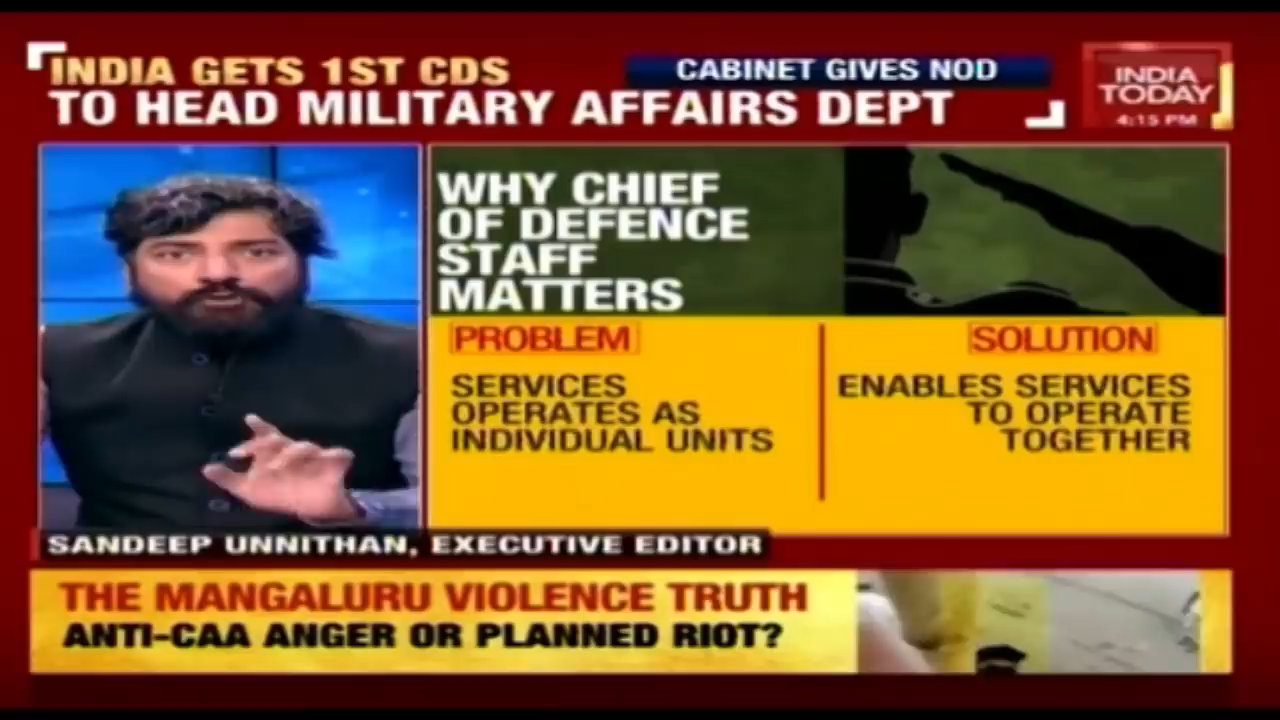 INDIA GETS 1ST CDS
CABINET GIVES NOD
TO HEAD MILITARY AFFAIRS DEPT
INDIA
TODAY
4:15 PM
WHY CHIEF
OF DEFENCE
STAFF
MATTERS
PROBLEM
SERVICES
OPERATES AS
INDIVIDUAL UNITS
SOLUTION
ENABLES SERVICES
TO OPERATE
TOGETHER
SANDEEP UNNITHAN, EXECUTIVE EDITOR
THE MANGALURU VIOLENCE TRUTH
ANTI-CAA ANGER OR PLANNED RIOT?